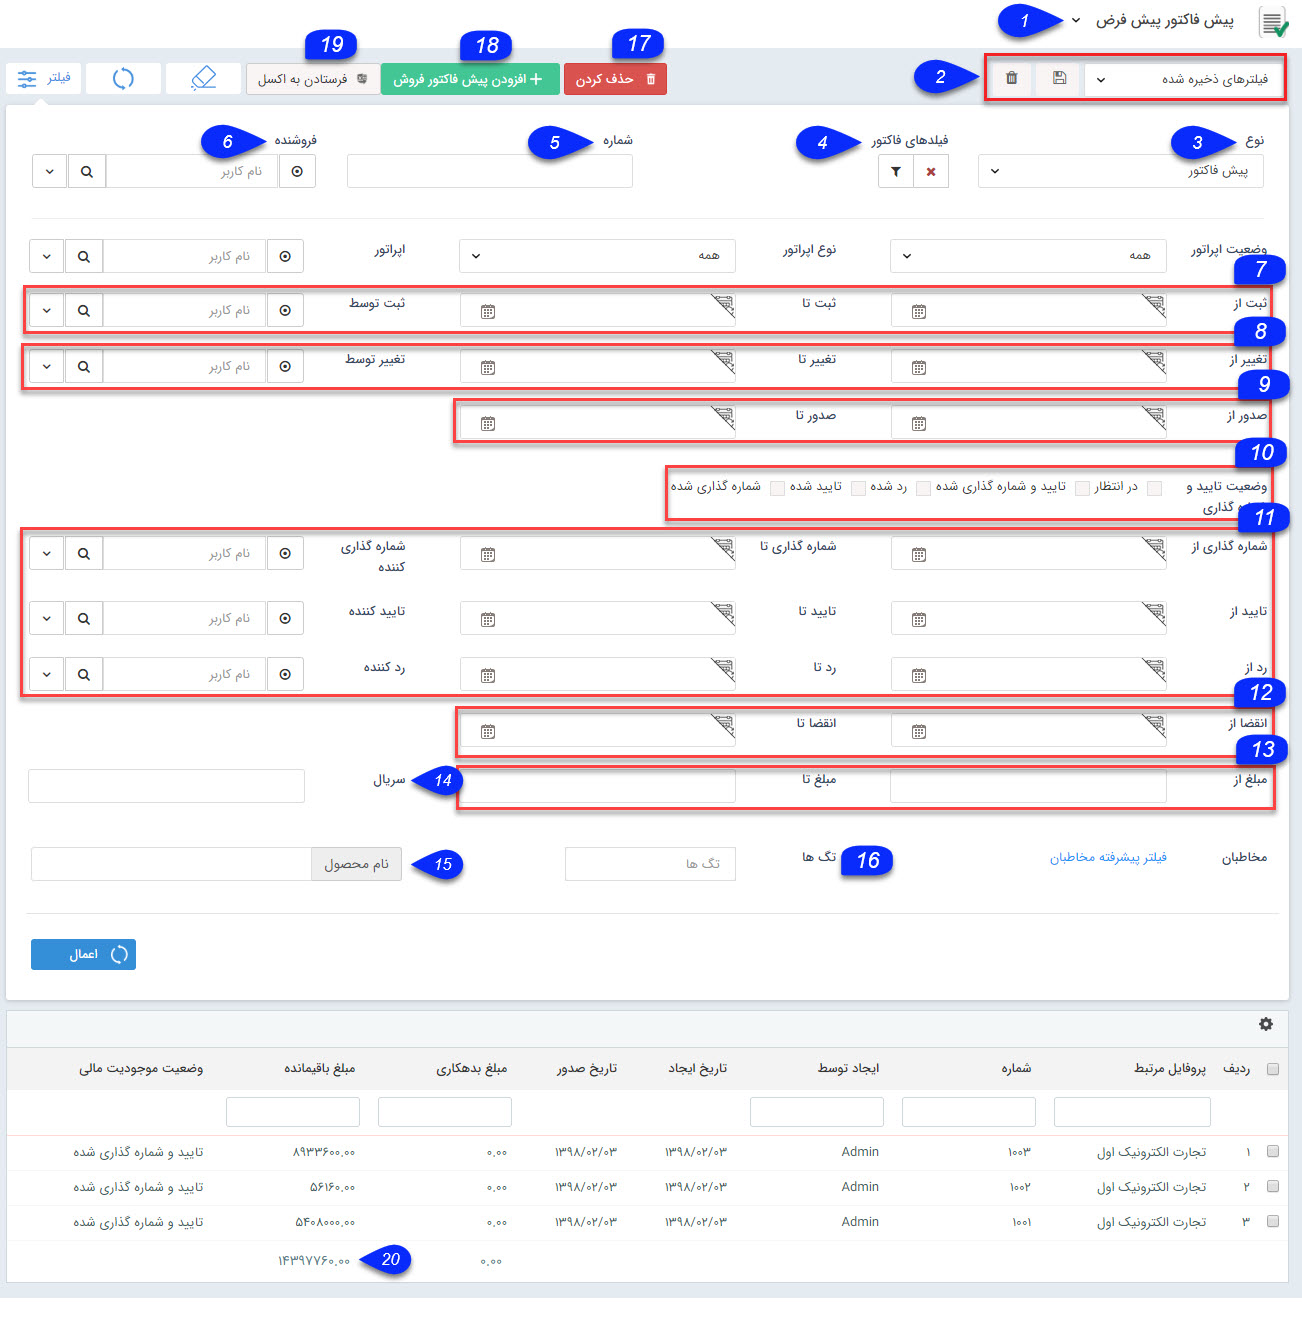 پیش فاکتور پیش فرض 1
2 فیلترهای ذخیره شده
17 حذف کردن
18 + افزودن پیش فاکتور فروش
19 فرستادن به اکسل
فیلتر
نوع 3 فیلدهای فاکتور 4 شماره 5 فروشنده 6
پیش فاکتور نام کاربر
وضعیت اپراتور همه نوع اپراتور همه اپراتور نام کاربر
7
ثبت از ثبت تا ثبت توسط نام کاربر
8
تغییر از تغییر تا تغییر توسط نام کاربر
9
صدور از صدور تا
10
وضعیت تایید و در انتظار تایید و شماره گذاری شده رد شده تایید شده شماره گذاری شده
گذاری
11
شماره گذاری از شماره گذاری تا شماره گذاری نام کاربر
کننده
تایید از تایید تا تایید کننده نام کاربر
رد از رد تا رد کننده نام کاربر
12
انقضا از انقضا تا
13
مبلغ از مبلغ تا سریال 14
مخاطبان فیلتر پیشرفته مخاطبان 16 تگ ها تگ ها 15 نام محصول
اعمال
ردیف پروفایل مرتبط شماره ایجاد توسط تاریخ ایجاد تاریخ صدور مبلغ بدهکاری مبلغ باقیمانده وضعیت موجودیت مالی
۱ تجارت الکترونیک اول ۱۰۰۳ Admin ۱۳۹۸/۰۲/۰۳ ۱۳۹۸/۰۲/۰۳ ۰.۰۰ ۸۹۳۳۶۰۰.۰۰ تایید و شماره گذاری شده
۲ تجارت الکترونیک اول ۱۰۰۲ Admin ۱۳۹۸/۰۲/۰۳ ۱۳۹۸/۰۲/۰۳ ۰.۰۰ ۵۶۱۶۰.۰۰ تایید و شماره گذاری شده
۳ تجارت الکترونیک اول ۱۰۰۱ Admin ۱۳۹۸/۰۲/۰۳ ۱۳۹۸/۰۲/۰۳ ۰.۰۰ ۵۴۰۸۰۰۰.۰۰ تایید و شماره گذاری شده
۰.۰۰ 20 ۱۴۳۹۷۷۶۰.۰۰